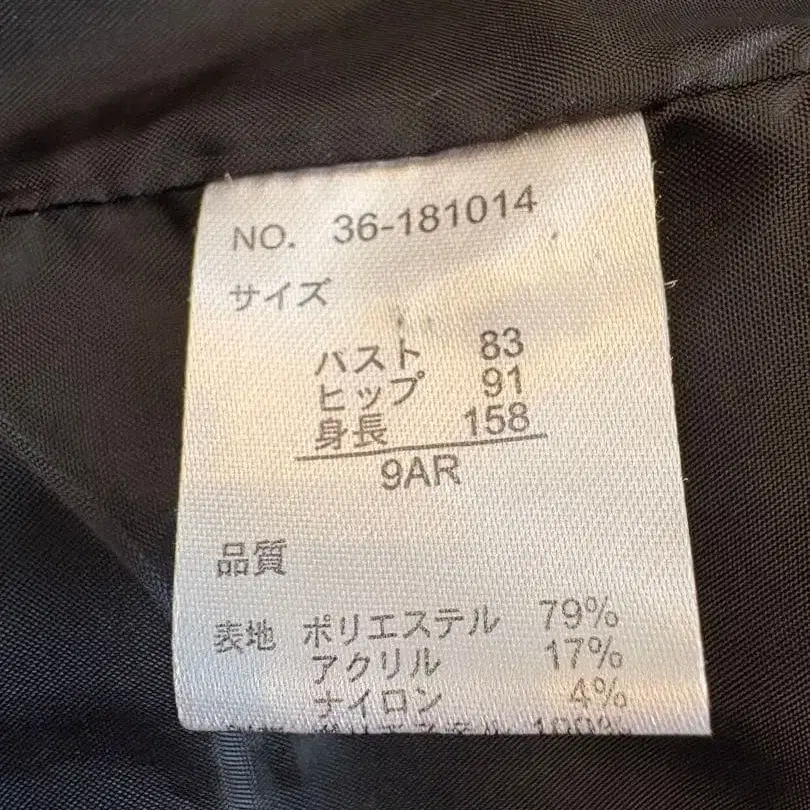 NO. 36-181014
サイズ
バスト 83
ヒップ 91
身長 158
9AR
品質
表地 ポリエステル 79%
アクリル 17%
ナイロン 4%
100%